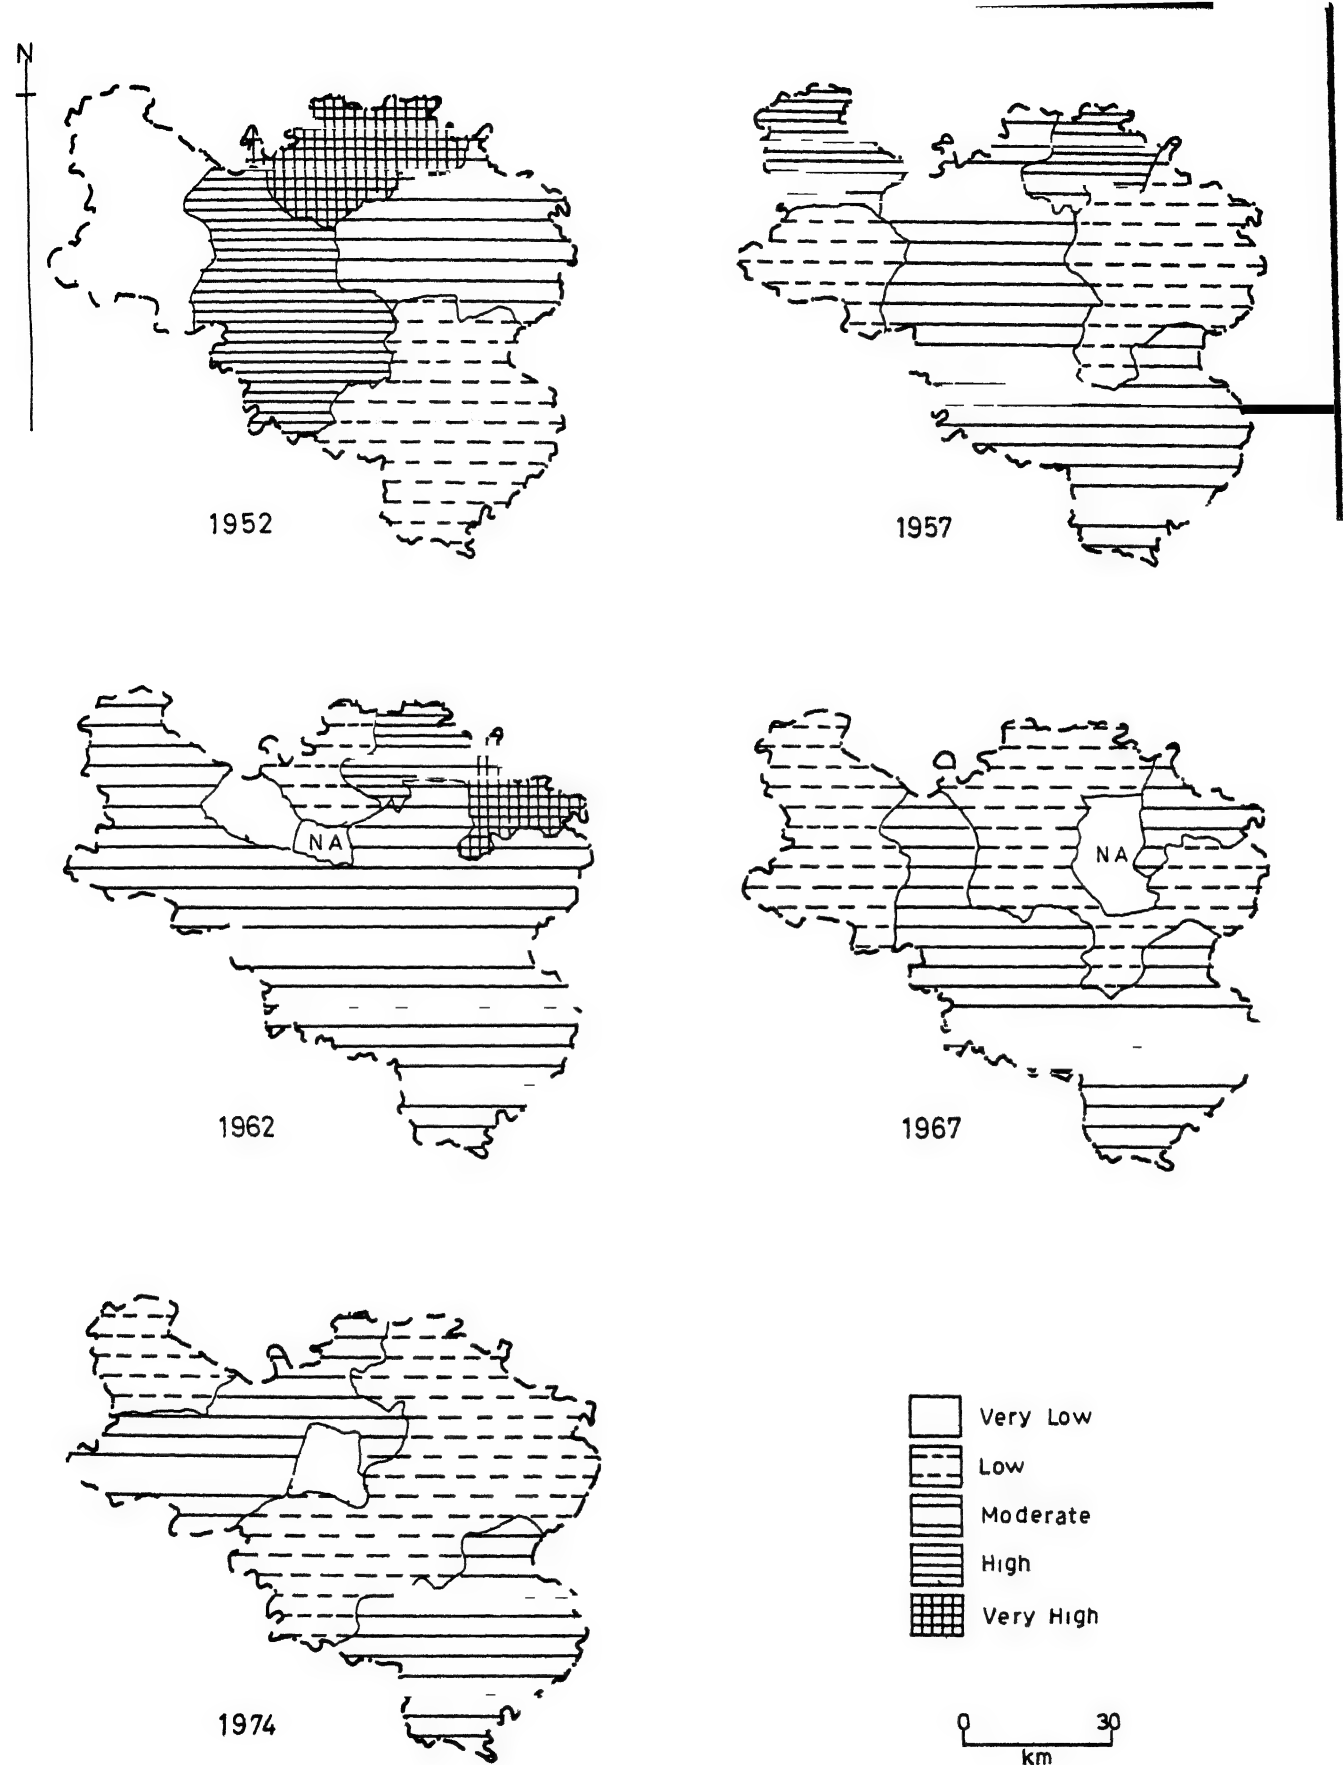 N
1952
1957
NA
1962
NA
1967
1974
Very Low
Low
Moderate
High
Very High
0 30
km